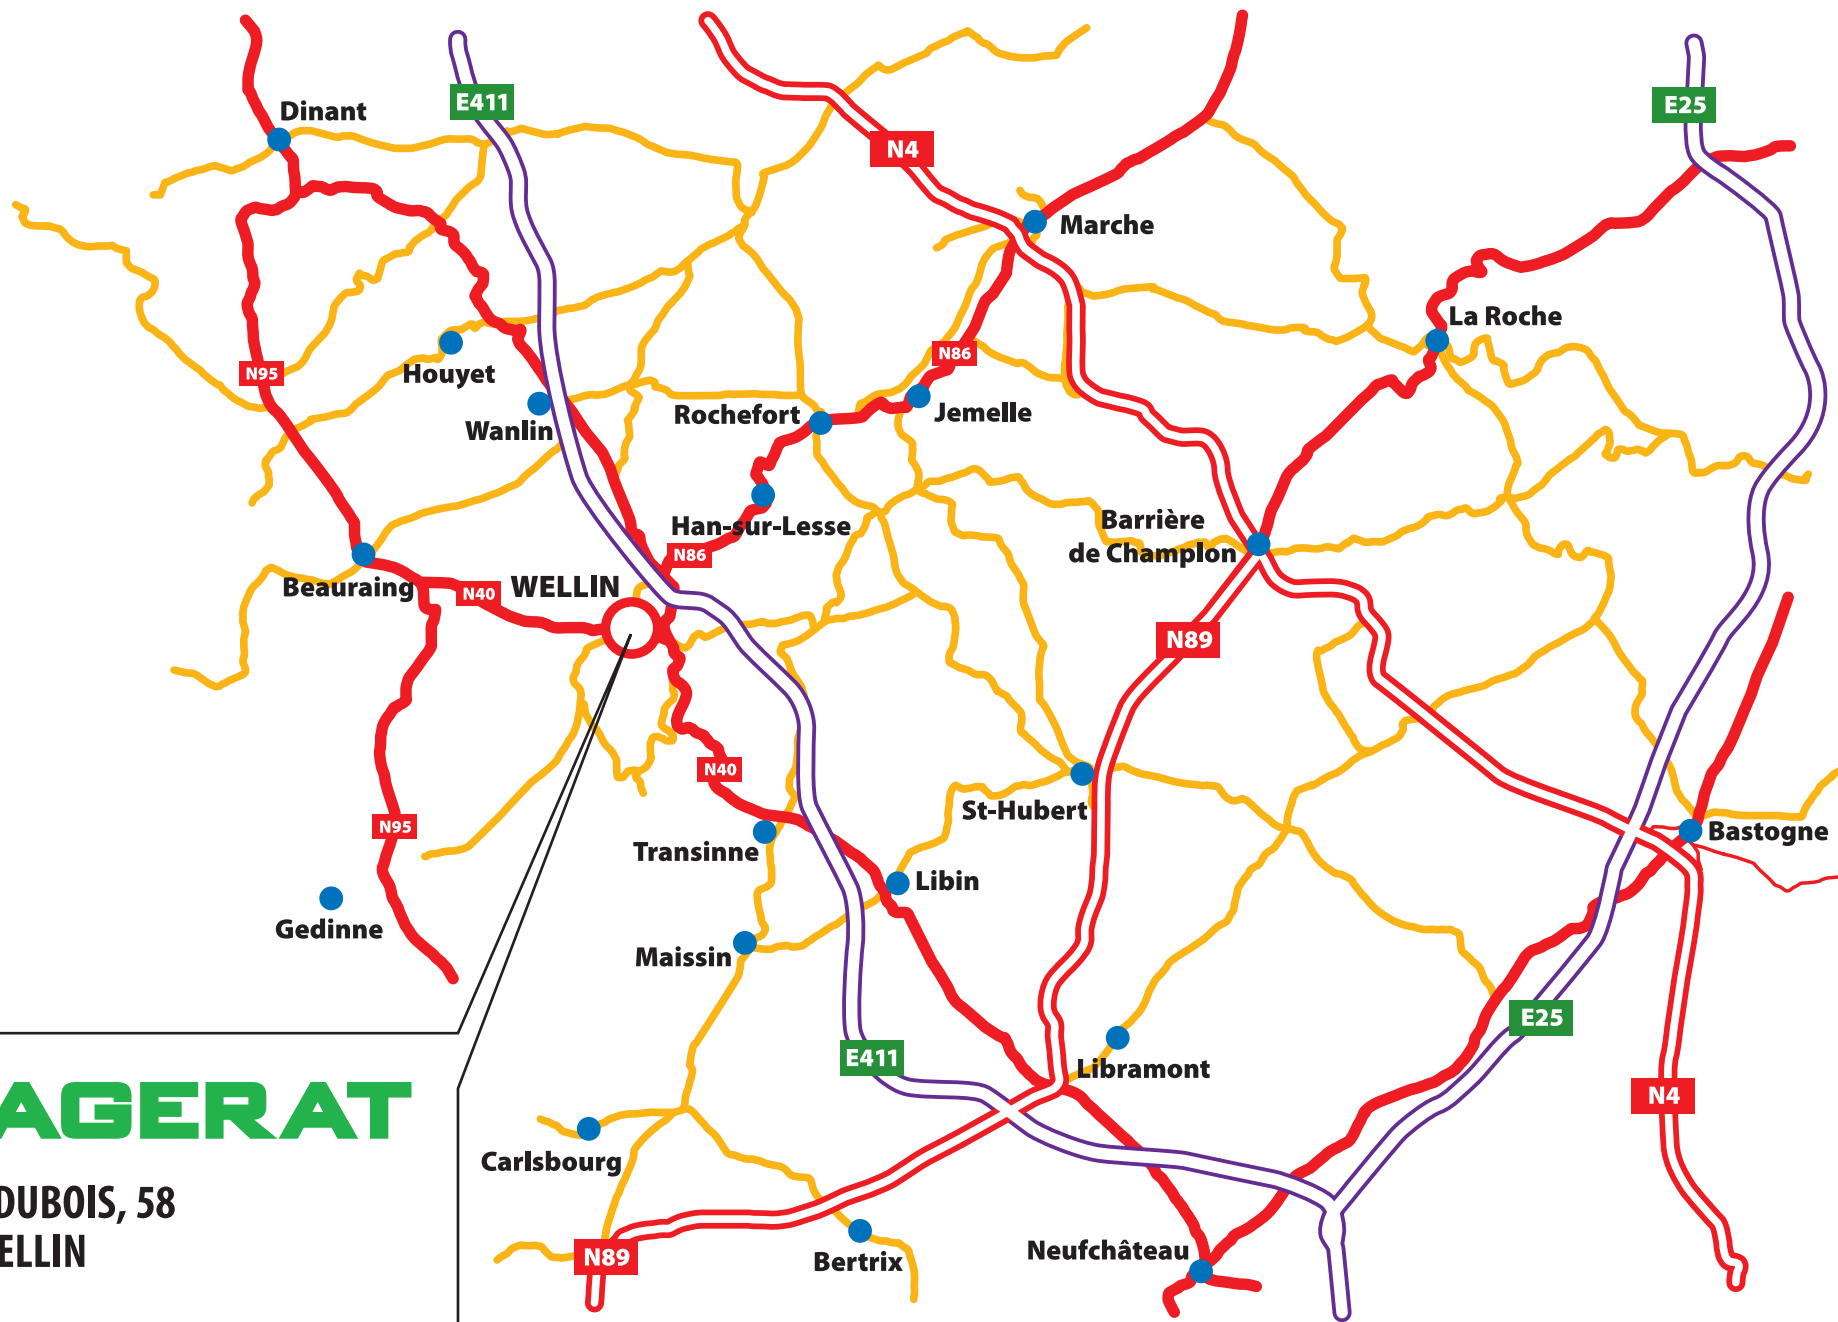 E411
E25
Dinant
N4
Marche
La Roche
N86
N95
Houyet
Rochefort
Jemelle
Wanlin
Han-sur-Lesse
Barrière
de Champlon
N86
Beauraing
N40
WELLIN
N89
N40
St-Hubert
N95
Bastogne
Transinne
Libin
Gedinne
Maissin
E25
E411
Libramont
N4
AGERAT
Carlsbourg
DUBOIS, 58
ELLIN
N89
Bertrix
Neufchâteau